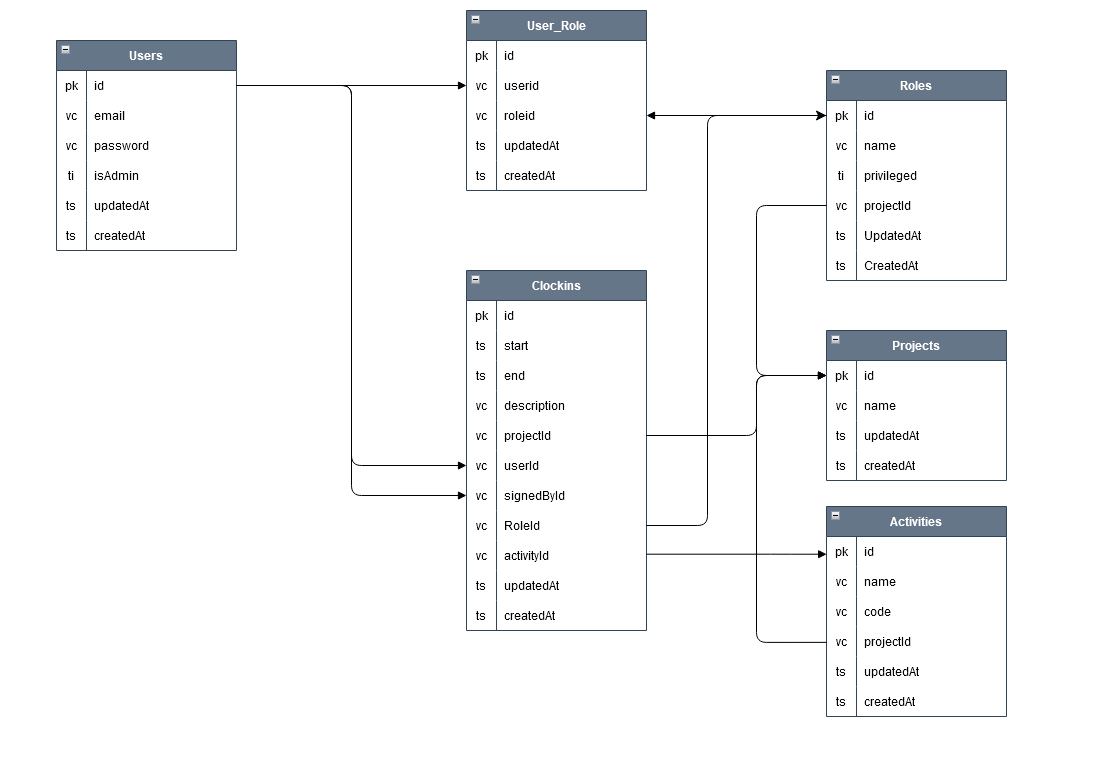 Users
pk id
vc email
vc password
ti isAdmin
ts updatedAt
ts createdAt
User_Role
pk id
vc userid
vc roleid
ts updatedAt
ts createdAt
Roles
pk id
vc name
ti privileged
vc projectId
ts UpdatedAt
ts CreatedAt
Clockins
pk id
ts start
ts end
vc description
vc projectId
vc userId
vc signedById
vc RoleId
vc activityId
ts updatedAt
ts createdAt
Projects
pk id
vc name
ts updatedAt
ts createdAt
Activities
pk id
vc name
vc code
vc projectId
ts updatedAt
ts createdAt